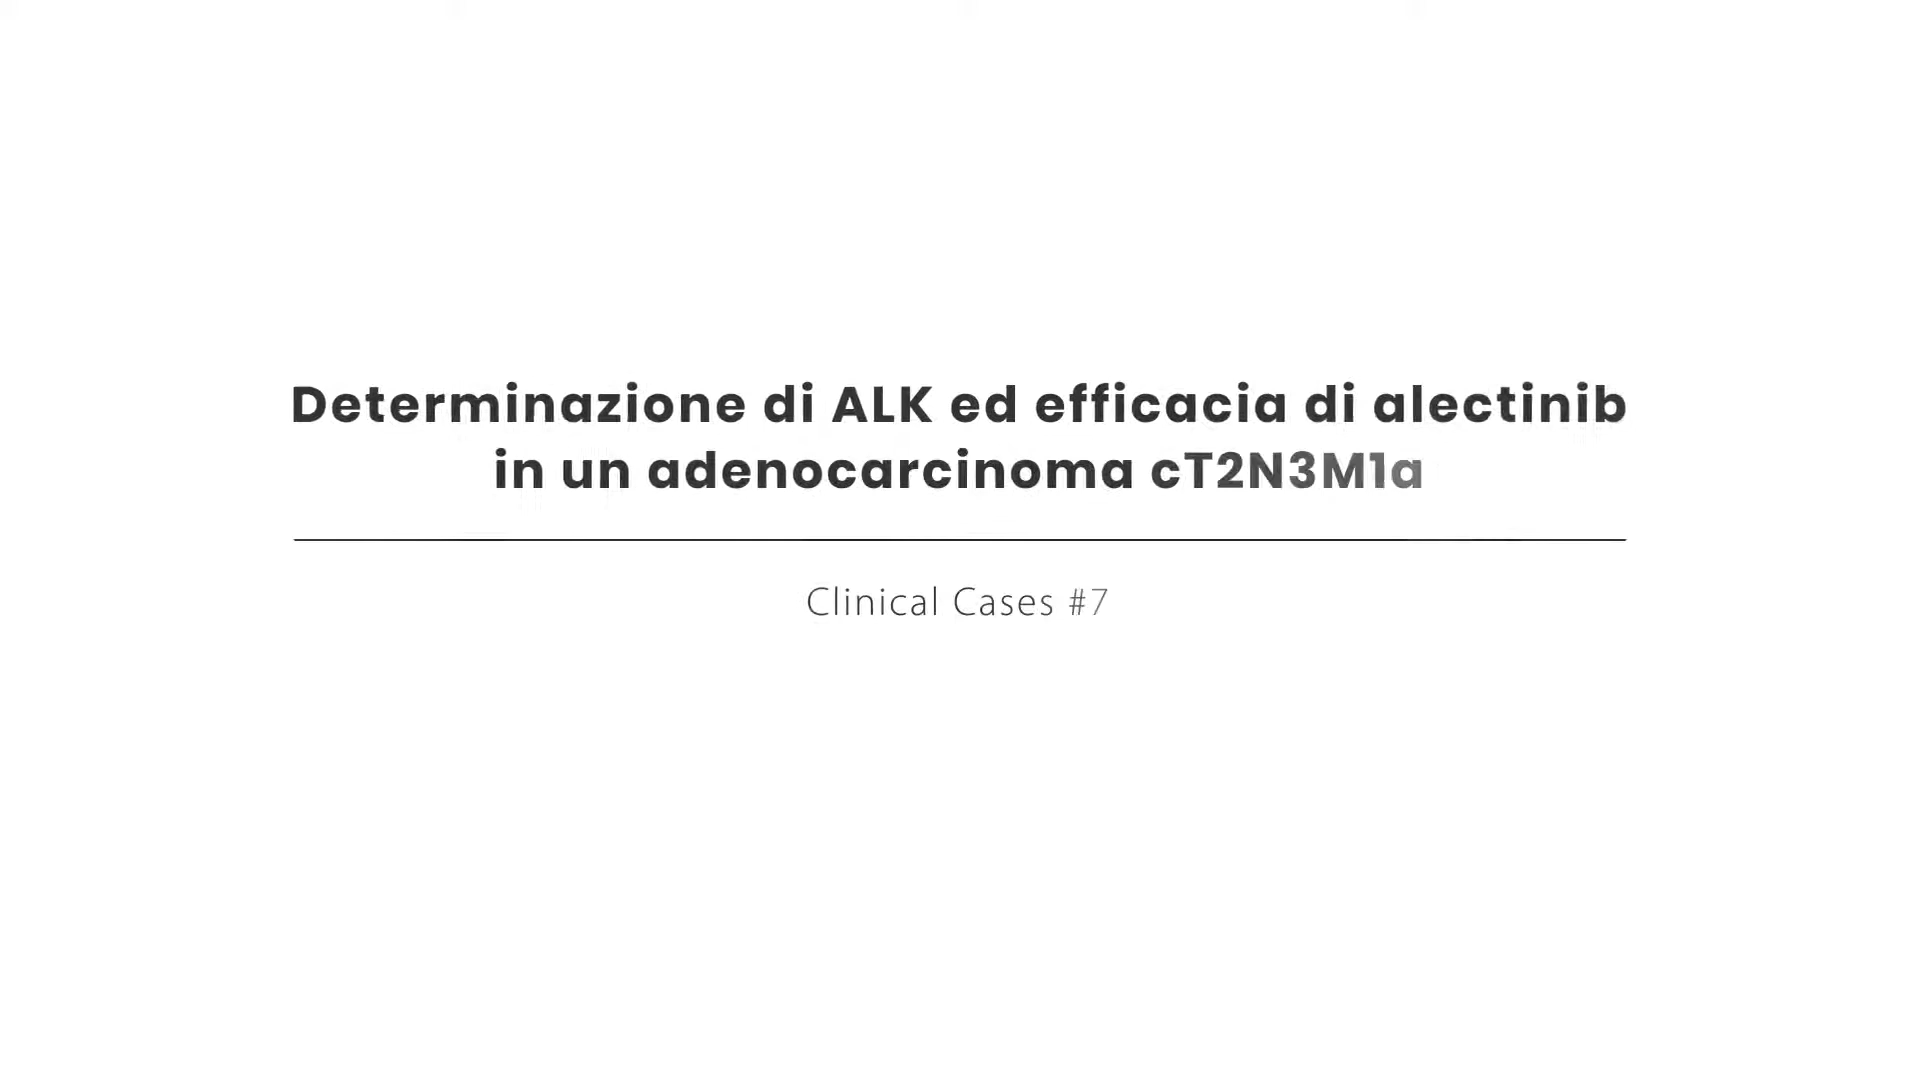 Determinazione di ALK ed efficacia di alectinib
in un adenocarcinoma cT2N3M1a
Clinical Cases #7